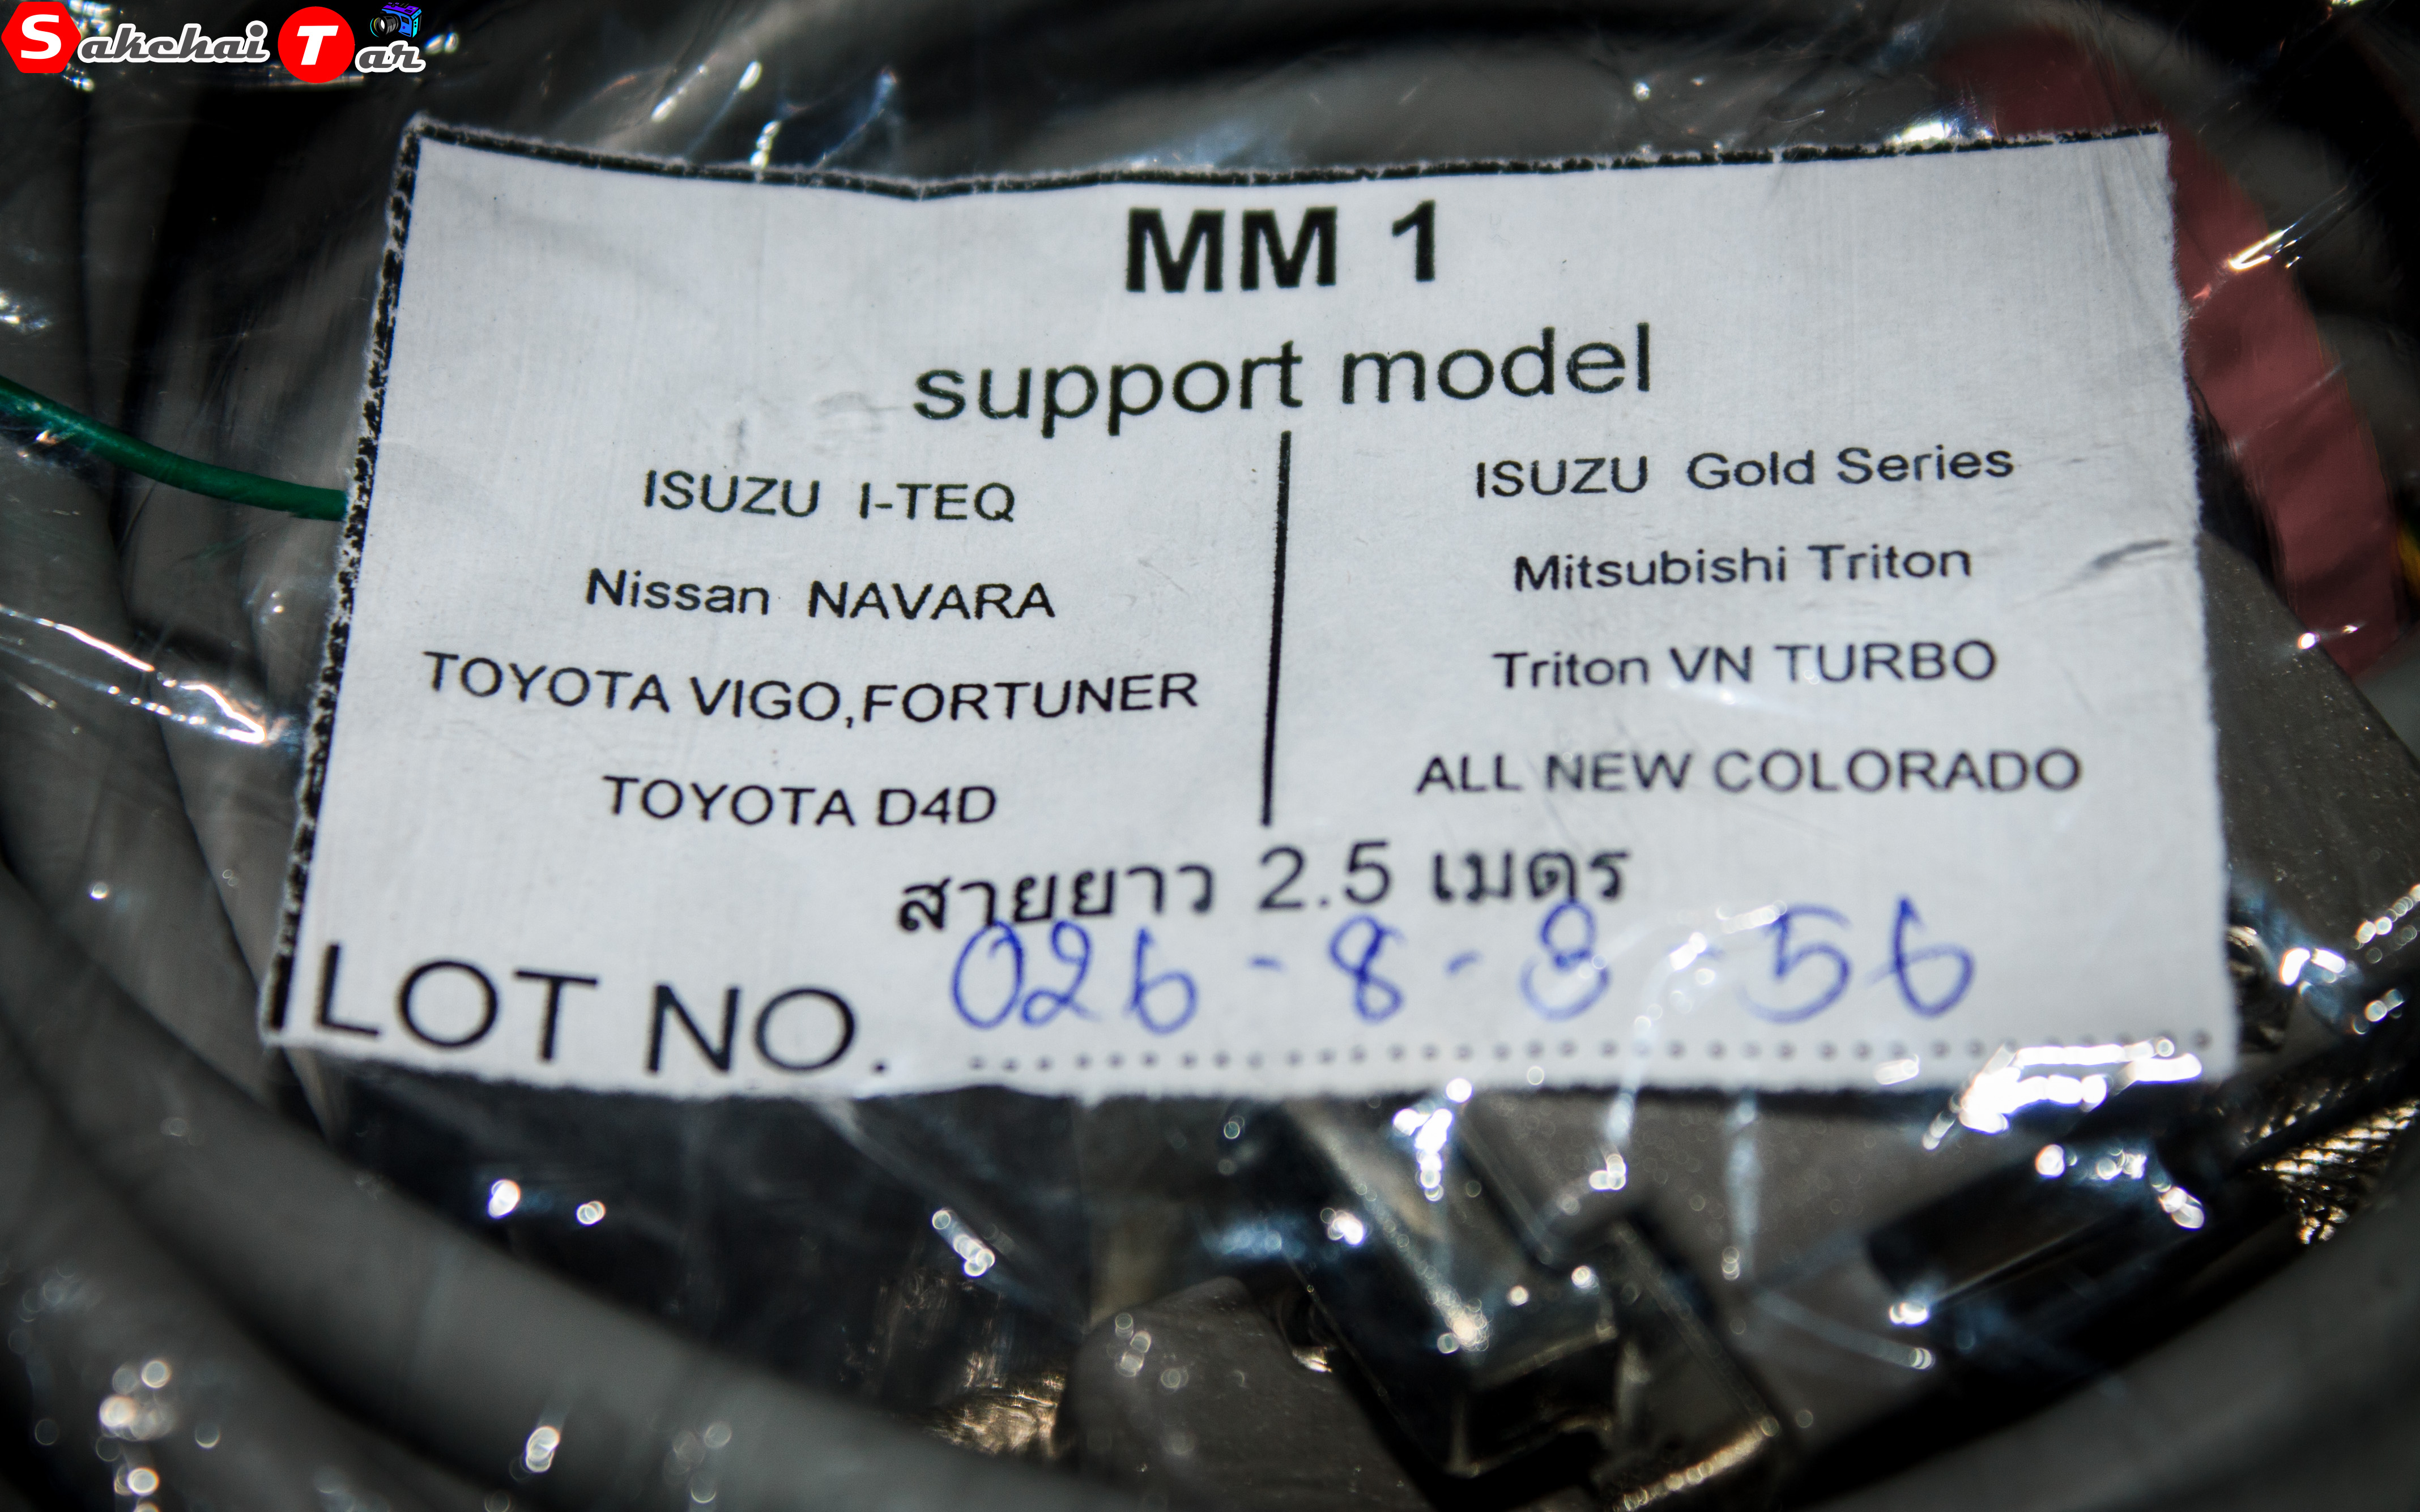 Sakchai Tar
MM 1
support model
ISUZU I-TEQ
Nissan NAVARA
TOYOTA VIGO,FORTUNER
TOYOTA D4D
ISUZU Gold Series
Mitsubishi Triton
Triton VN TURBO
ALL NEW COLORADO
สายยาว 2.5 เมตร
LOT NO. 026-8-8-56